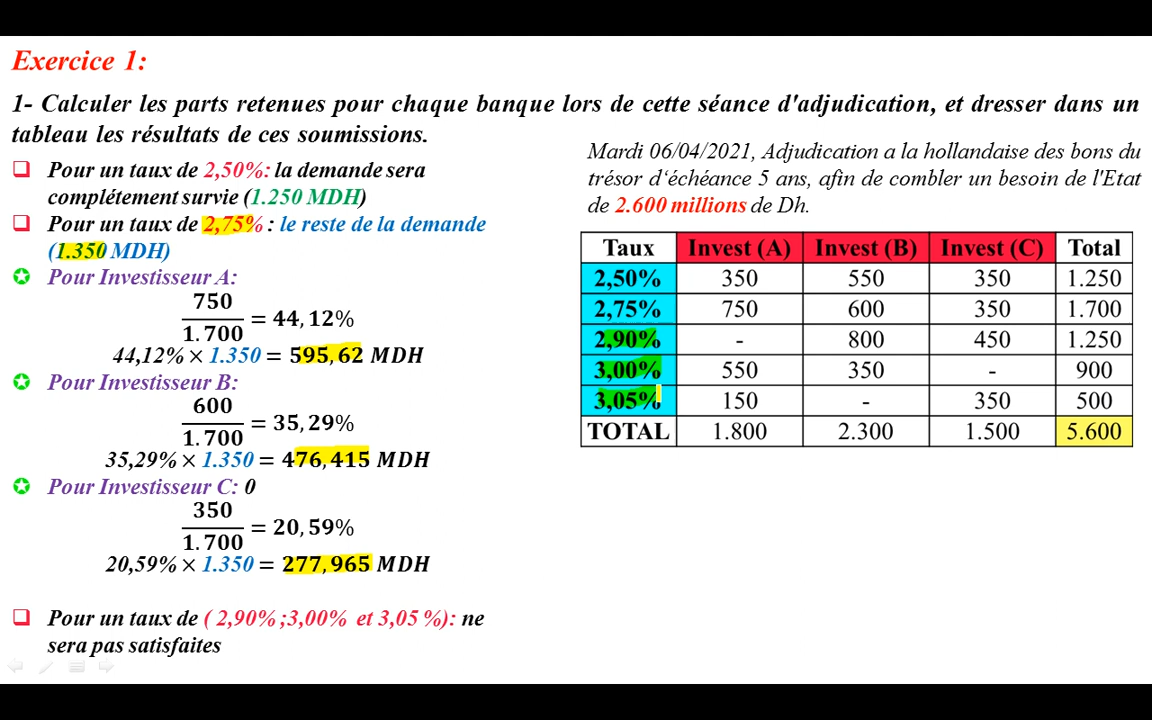 Exercice 1:
1- Calculer les parts retenues pour chaque banque lors de cette séance d'adjudication, et dresser dans un
tableau les résultats de ces soumissions.
Pour un taux de 2,50%: la demande sera
complétement survie (1.250 MDH)
Pour un taux de 2,75% : le reste de la demande
(1.350 MDH)
Pour Investisseur A:
750
1.700
= 44,12%
44,12% × 1.350 = 595,62 MDH
Pour Investisseur B:
600
1.700
= 35,29%
35,29% × 1.350 = 476,415 MDH
Pour Investisseur C: 0
350
1.700
= 20,59%
20,59% × 1.350 = 277,965 MDH
Pour un taux de ( 2,90% ;3,00% et 3,05 %): ne
sera pas satisfaites
Mardi 06/04/2021, Adjudication a la hollandaise des bons du
trésor d‘échéance 5 ans, afin de combler un besoin de l'Etat
de 2.600 millions de Dh.
Taux Invest (A) Invest (B) Invest (C) Total
2,50% 350 550 350 1.250
2,75% 750 600 350 1.700
2,90% - 800 450 1.250
3,00% 550 350 - 900
3,05% 150 - 350 500
TOTAL 1.800 2.300 1.500 5.600